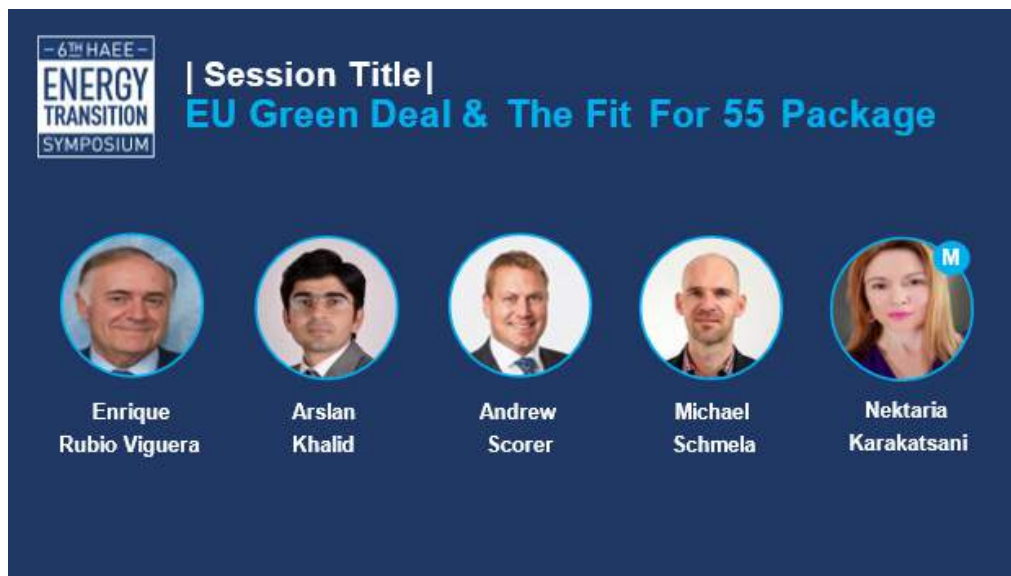 -6TH HAEE-
ENERGY
TRANSITION
SYMPOSIUM
| Session Title|
EU Green Deal & The Fit For 55 Package
M
Enrique
Rubio Viguera
Arslan
Khalid
Andrew
Scorer
Michael
Schmela
Nektaria
Karakatsani